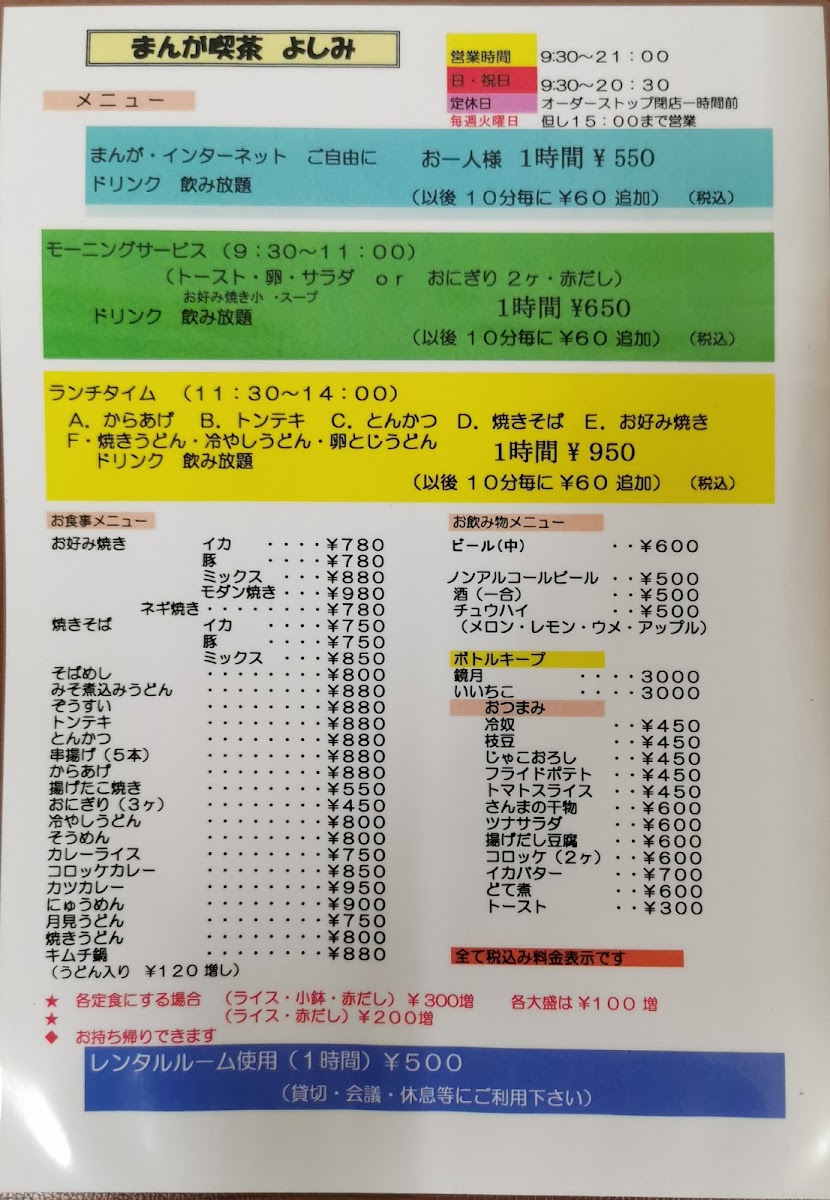 まんが喫茶 よしみ
メニュー
営業時間 9:30～21:00
日・祝日 9:30～20:30
定休日 オーダーストップ閉店一時間前
毎週火曜日 但し15:00まで営業
まんが・インターネット ご自由に お一人様 1時間 ¥550
ドリンク 飲み放題
(以後 10分毎に ¥60 追加) (税込)
モーニングサービス (9:30～11:00)
(トースト・卵・サラダ or おにぎり 2ヶ・赤だし)
お好み焼き小 ・スープ
ドリンク 飲み放題 1時間 ¥650
(以後 10分毎に ¥60 追加) (税込)
ランチタイム (11:30～14:00)
A. からあげ B. トンテキ C. とんかつ D. 焼きそば E. お好み焼き
F・焼きうどん・冷やしうどん・卵とじうどん 1時間 ¥950
ドリンク 飲み放題
(以後 10分毎に ¥60 追加) (税込)
お食事メニュー
お好み焼き イカ ・・・・¥780
豚 ・・・・¥780
ミックス ・・・¥880
モダン焼き・・・¥980
ネギ焼き・・・・・・・・¥780
焼きそば イカ ・・・・¥750
豚 ・・・・¥750
ミックス ・・・¥850
そばめし ・・・・・・・・¥800
みそ煮込みうどん ・・・・・・・・¥880
ぞうすい ・・・・・・・・¥880
トンテキ ・・・・・・・・¥880
とんかつ ・・・・・・・・¥880
串揚げ(5本) ・・・・・・・・¥880
からあげ ・・・・・・・・¥880
揚げたこ焼き ・・・・・・・・¥550
おにぎり(3ヶ) ・・・・・・・・¥450
冷やしうどん ・・・・・・・・¥800
そうめん ・・・・・・・・¥800
カレーライス ・・・・・・・・¥750
コロッケカレー ・・・・・・・・¥850
カツカレー ・・・・・・・・¥950
にゅうめん ・・・・・・・・¥900
月見うどん ・・・・・・・・¥750
焼きうどん ・・・・・・・・¥800
キムチ鍋 ・・・・・・・・¥880
(うどん入り ¥120 増し)
お飲み物メニュー
ビール(中) ・・¥600
ノンアルコールビール ・・¥500
酒(一合) ・・¥500
チュウハイ ・・¥500
(メロン・レモン・ウメ・アップル)
ボトルキープ
鏡月 ・・・・3000
いいちこ ・・・・3000
おつまみ
冷奴 ・・¥450
枝豆 ・・¥450
じゃこおろし ・・¥450
フライドポテト ・・¥450
トマトスライス ・・¥450
さんまの干物 ・・¥600
ツナサラダ ・・¥600
揚げだし豆腐 ・・¥600
コロッケ(2ヶ)・・¥600
イカバター ・・¥700
どて煮 ・・¥600
トースト ・・¥300
全て税込み料金表示です
★ 各定食にする場合 (ライス・小鉢・赤だし) ¥300増 各大盛は ¥100 増
★ (ライス・赤だし) ¥200増
◆ お持ち帰りできます
レンタルルーム使用(1時間) ¥500
(貸切・会議・休息等にご利用下さい)